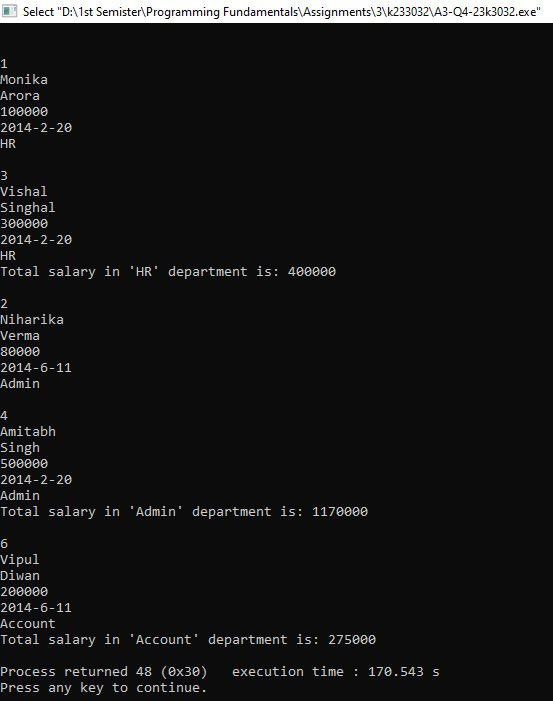 Select "D:\1st Semister\Programming Fundamentals\Assignments\3\k233032\A3-Q4-23k3032.exe"
1
Monika
Arora
100000
2014-2-20
HR
3
Vishal
Singhal
300000
2014-2-20
HR
Total salary in 'HR' department is: 400000
2
Niharika
Verma
80000
2014-6-11
Admin
4
Amitabh
Singh
500000
2014-2-20
Admin
Total salary in 'Admin' department is: 1170000
6
Vipul
Diwan
200000
2014-6-11
Account
Total salary in 'Account' department is: 275000
Process returned 48 (0x30)   execution time : 170.543 s
Press any key to continue.